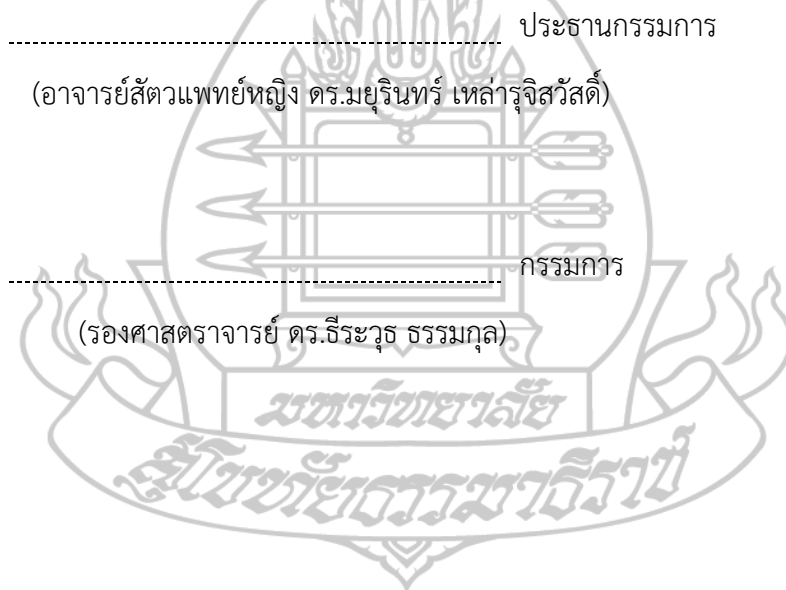 ประธานกรรมการ
(อาจารย์สัตวแพทย์หญิง ดร.มยุรินทร์ เหล่ารุจิสวัสดิ์)
กรรมการ
(รองศาสตราจารย์ ดร.ธีระวุธ ธรรมกุล)
มหาวิทยาลัย
สุโขทัยธรรมาธิราช